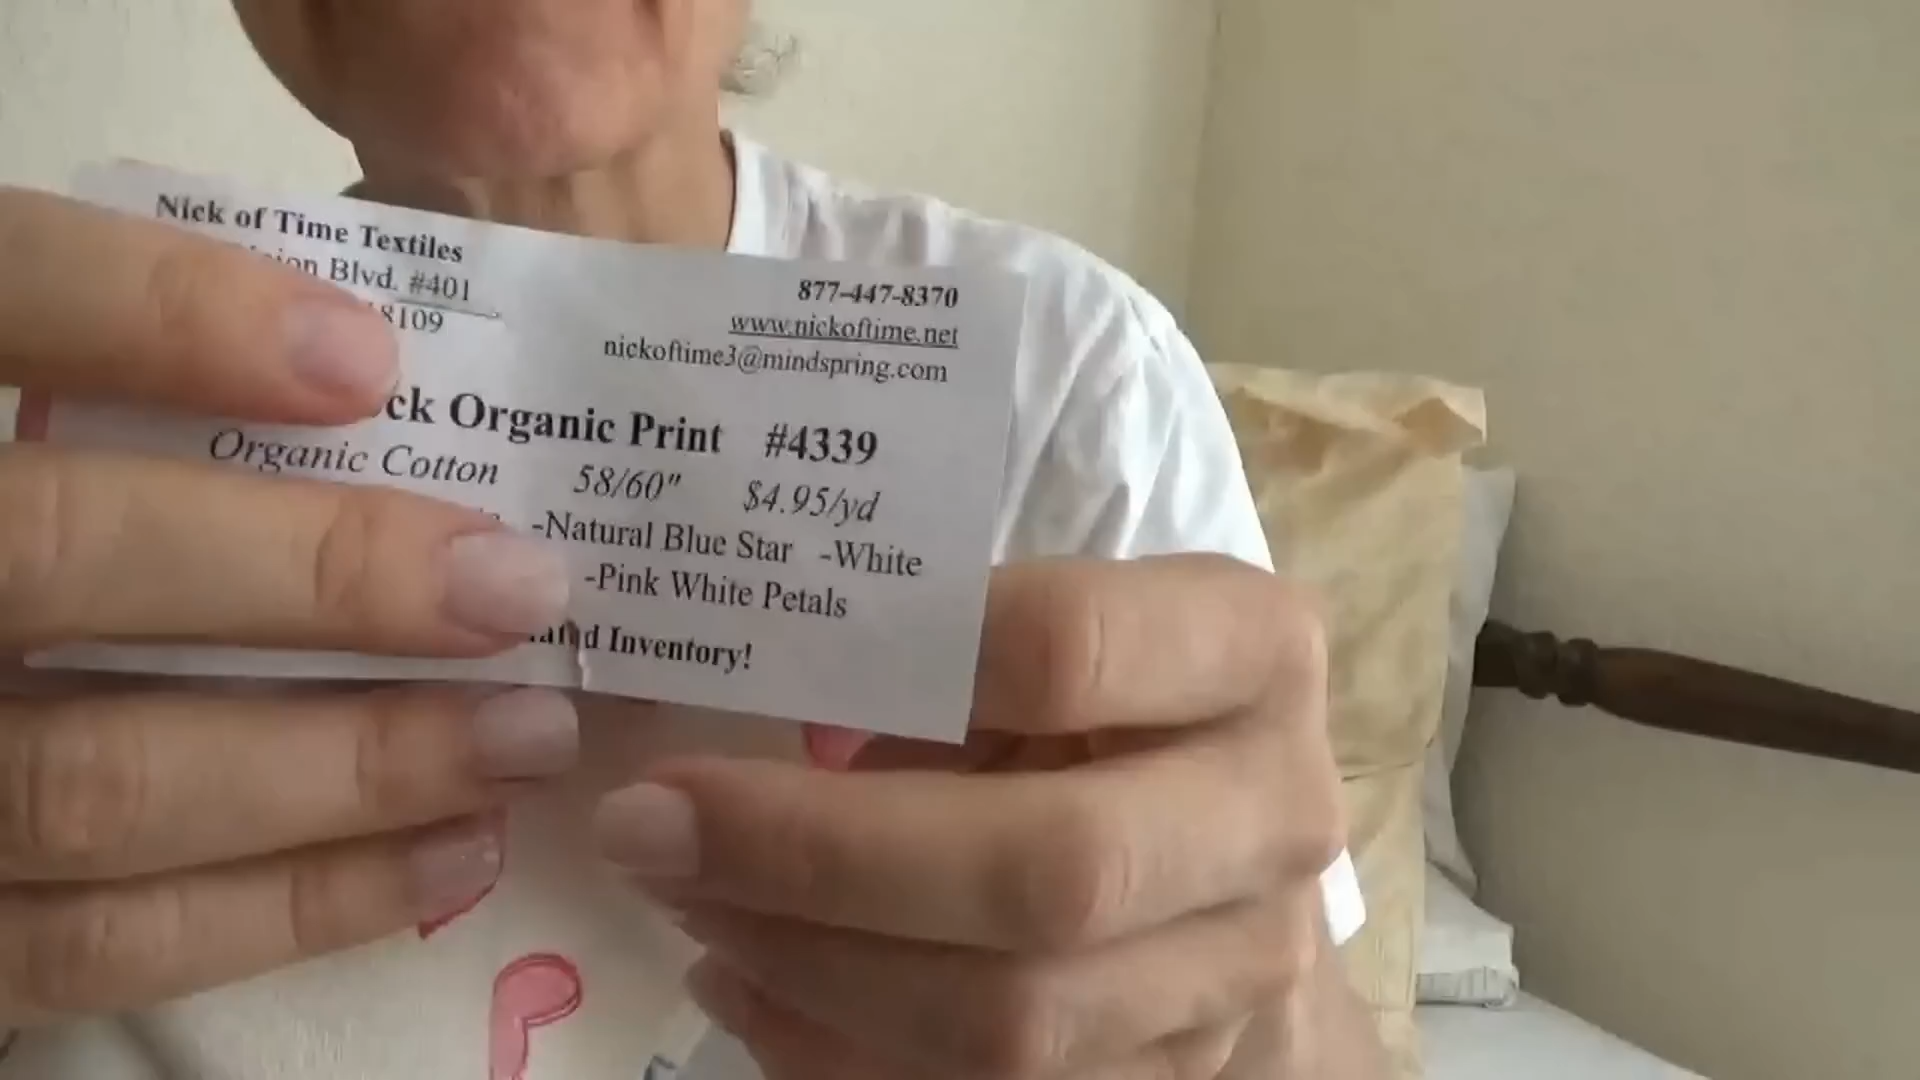 Nick of Time Textiles
Blvd. #401
18109
877-447-8370
www.nickoftime.net
nickoftime3@mindspring.com
Organic Print #4339
Organic Cotton 58/60" $4.95/yd
-Natural Blue Star -White
-Pink White Petals
Inventory!